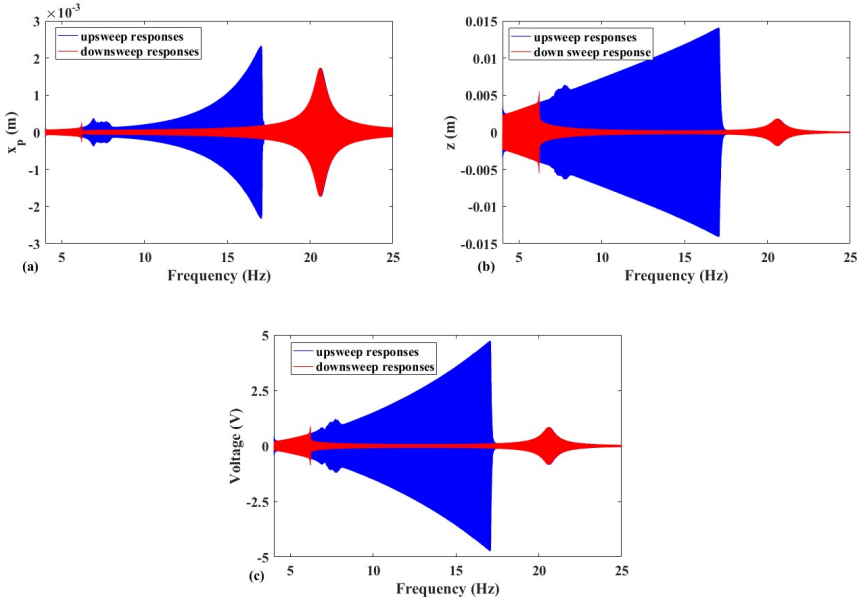 ×10-3
3
2
1
0
-1
-2
-3
xp (m)
upsweep responses
downsweep responses
5 10 15 20 25
(a)
Frequency (Hz)
0.015
0.01
0.005
0
-0.005
-0.01
-0.015
z (m)
upsweep responses
down sweep response
5 10 15 20 25
(b)
Frequency (Hz)
5
2.5
0
-2.5
-5
Voltage (V)
upsweep responses
downsweep responses
5 10 15 20 25
(c)
Frequency (Hz)